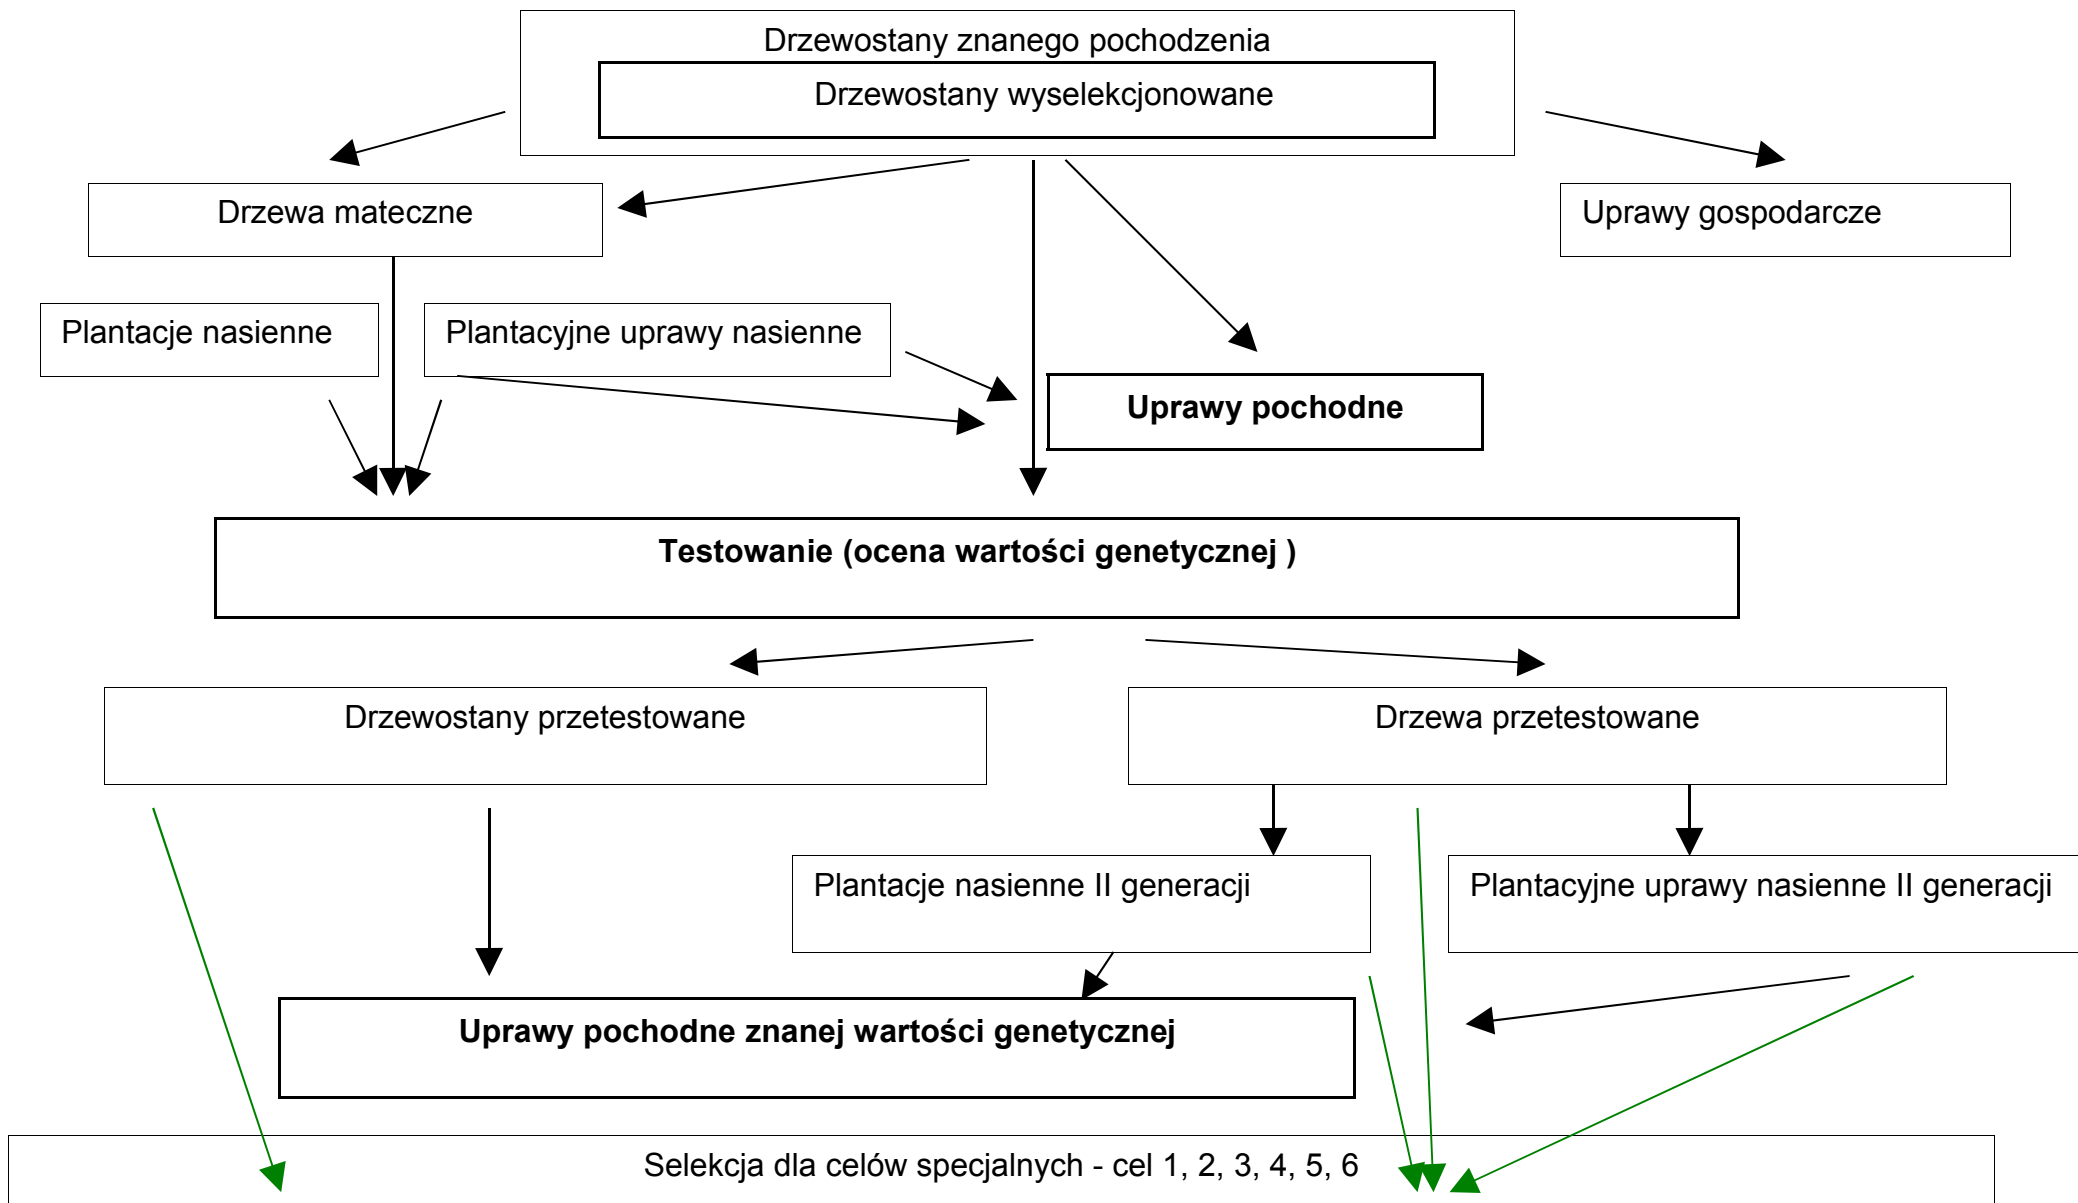 Drzewostany znanego pochodzenia
Drzewostany wyselekcjonowane
Drzewa mateczne
Uprawy gospodarcze
Plantacje nasienne
Plantacyjne uprawy nasienne
Uprawy pochodne
Testowanie (ocena wartości genetycznej )
Drzewostany przetestowane
Drzewa przetestowane
Plantacje nasienne II generacji
Plantacyjne uprawy nasienne II generacji
Uprawy pochodne znanej wartości genetycznej
Selekcja dla celów specjalnych - cel 1, 2, 3, 4, 5, 6